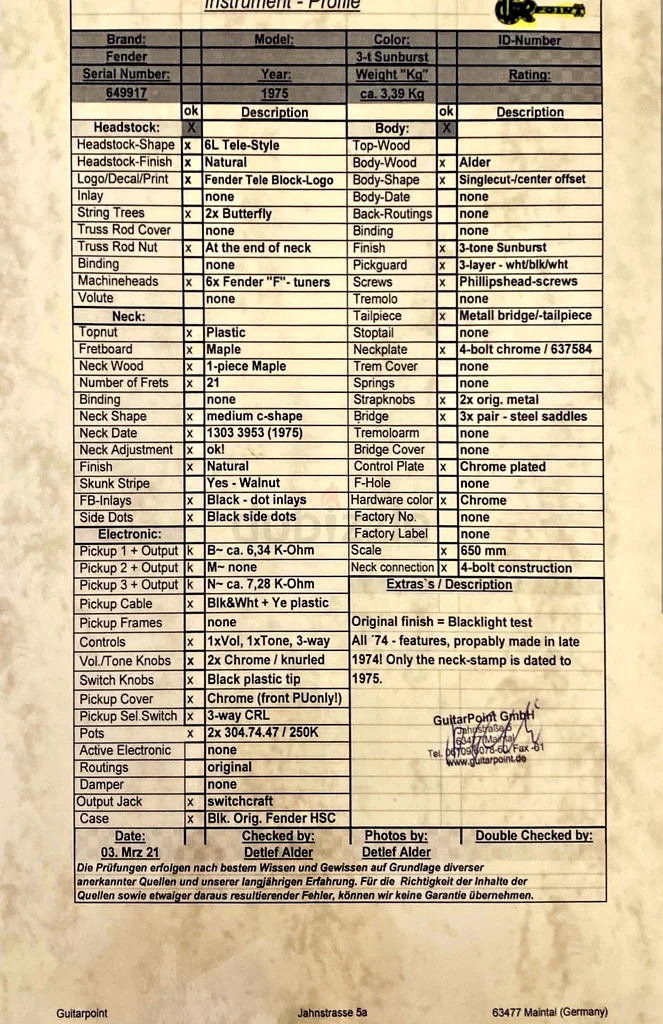 Instrument - Profile
Brand: Model: Color: ID-Number
Fender 3-t Sunburst
Serial Number: Year: Weight "Kg" Rating:
649917 1975 ca. 3,39 Kg
ok Description ok Description
Headstock: X Body: X
Headstock-Shape x 6L Tele-Style Top-Wood
Headstock-Finish x Natural Body-Wood x Alder
Logo/Decal/Print x Fender Tele Block-Logo Body-Shape x Singlecut-/center offset
Inlay none Body-Date none
String Trees x 2x Butterfly Back-Routings none
Truss Rod Cover none Binding none
Truss Rod Nut x At the end of neck Finish x 3-tone Sunburst
Binding none Pickguard x 3-layer - wht/blk/wht
Machineheads x 6x Fender "F"- tuners Screws x Phillipshead-screws
Volute none Tremolo none
Neck: Tailpiece x Metall bridge/-tailpiece
Topnut x Plastic Stoptail none
Fretboard x Maple Neckplate x 4-bolt chrome / 637584
Neck Wood x 1-piece Maple Trem Cover none
Number of Frets x 21 Springs none
Binding none Strapknobs x 2x orig. metal
Neck Shape x medium c-shape Bridge x 3x pair - steel saddles
Neck Date x 1303 3953 (1975) Tremoloarm none
Neck Adjustment x ok! Bridge Cover none
Finish x Natural Control Plate x Chrome plated
Skunk Stripe Yes - Walnut F-Hole none
FB-Inlays x Black - dot inlays Hardware color x Chrome
Side Dots x Black side dots Factory No. none
Electronic: Factory Label none
Pickup 1 + Output k B~ ca. 6,34 K-Ohm Scale x 650 mm
Pickup 2 + Output k M~ none Neck connection x 4-bolt construction
Pickup 3 + Output k N~ ca. 7,28 K-Ohm Extras`s / Description
Pickup Cable x Blk&Wht + Ye plastic
Pickup Frames none Original finish = Blacklight test
Controls x 1xVol, 1xTone, 3-way All ´74 - features, propably made in late
Vol./Tone Knobs x 2x Chrome / knurled 1974! Only the neck-stamp is dated to
Switch Knobs x Black plastic tip 1975.
Pickup Cover x Chrome (front PUonly!)
Pickup Sel.Switch x 3-way CRL GuitarPoint GmbH
Pots x 2x 304.74.47 / 250K Jahnstraße
63477 Maintal
Active Electronic none Tel. Fax -61
Routings original www.guitarpoint.de
Damper none
Output Jack x switchcraft
Case x Blk. Orig. Fender HSC
Date: Checked by: Photos by: Double Checked by:
03. Mrz 21 Detlef Alder Detlef Alder
Die Prüfungen erfolgen nach bestem Wissen und Gewissen auf Grundlage diverser
anerkannter Quellen und unserer langjährigen Erfahrung. Für die Richtigkeit der Inhalte der
Quellen sowie etwaiger daraus resultierender Fehler, können wir keine Garantie übernehmen.
Guitarpoint Jahnstrasse 5a 63477 Maintal (Germany)